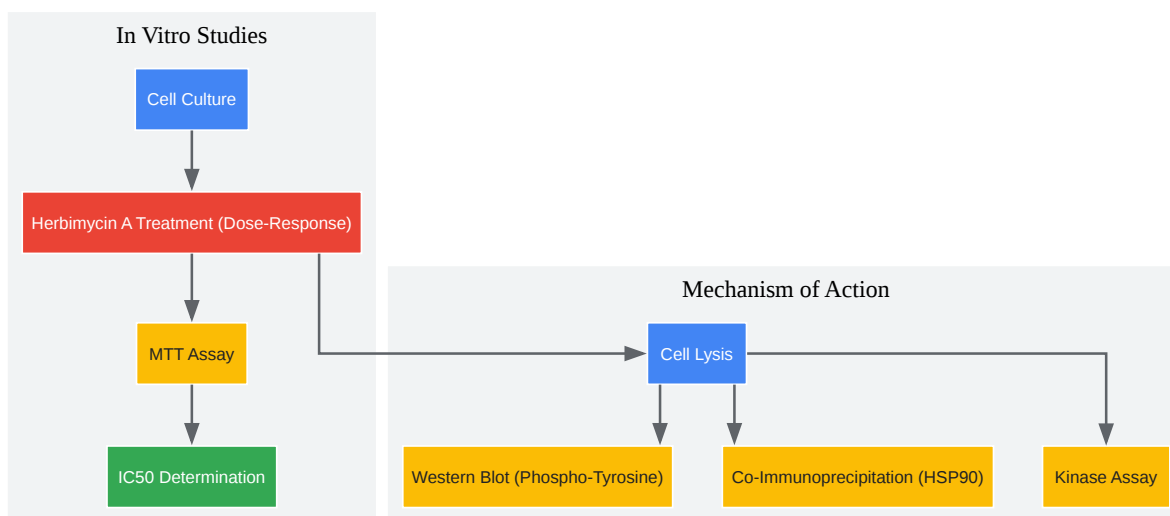 In Vitro Studies
Cell Culture
Herbimycin A Treatment (Dose-Response)
MTT Assay
IC50 Determination
Mechanism of Action
Cell Lysis
Western Blot (Phospho-Tyrosine)
Co-Immunoprecipitation (HSP90)
Kinase Assay